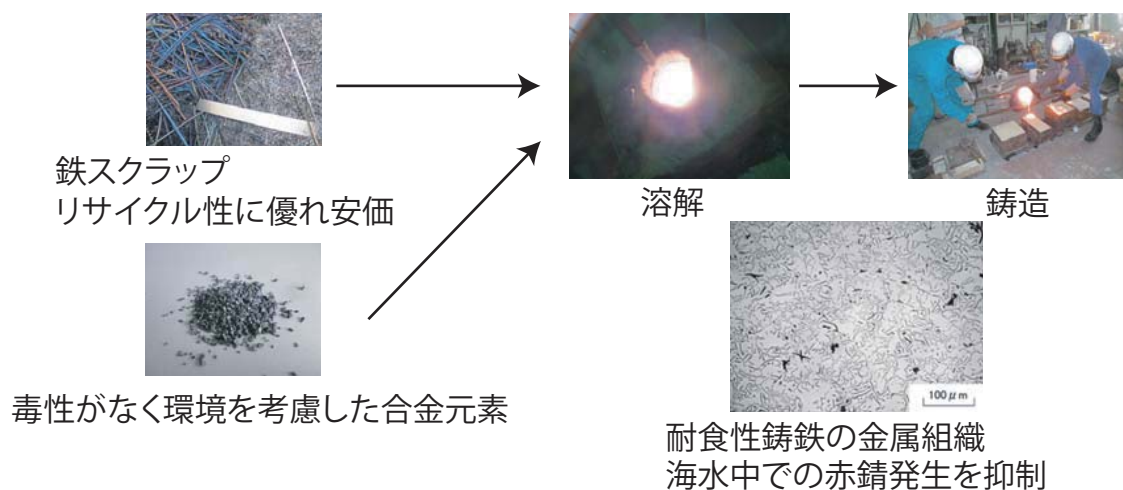 鉄スクラップ
リサイクル性に優れ安価
毒性がなく環境を考慮した合金元素
溶解
鋳造
100μm
耐食性鋳鉄の金属組織
海水中での赤錆発生を抑制